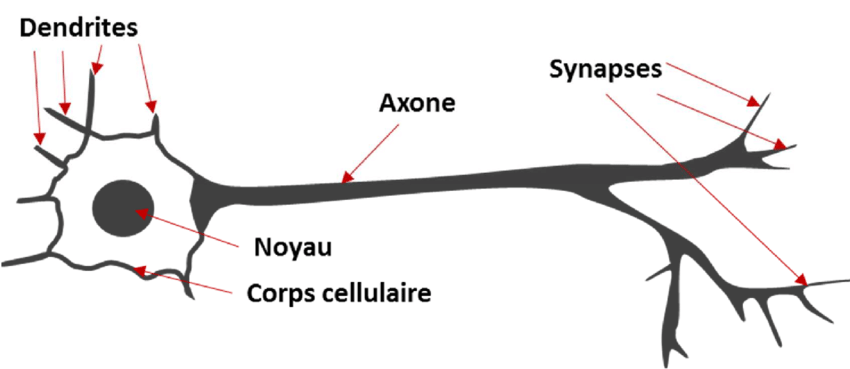 Dendrites
Synapses
Axone
Noyau
Corps cellulaire